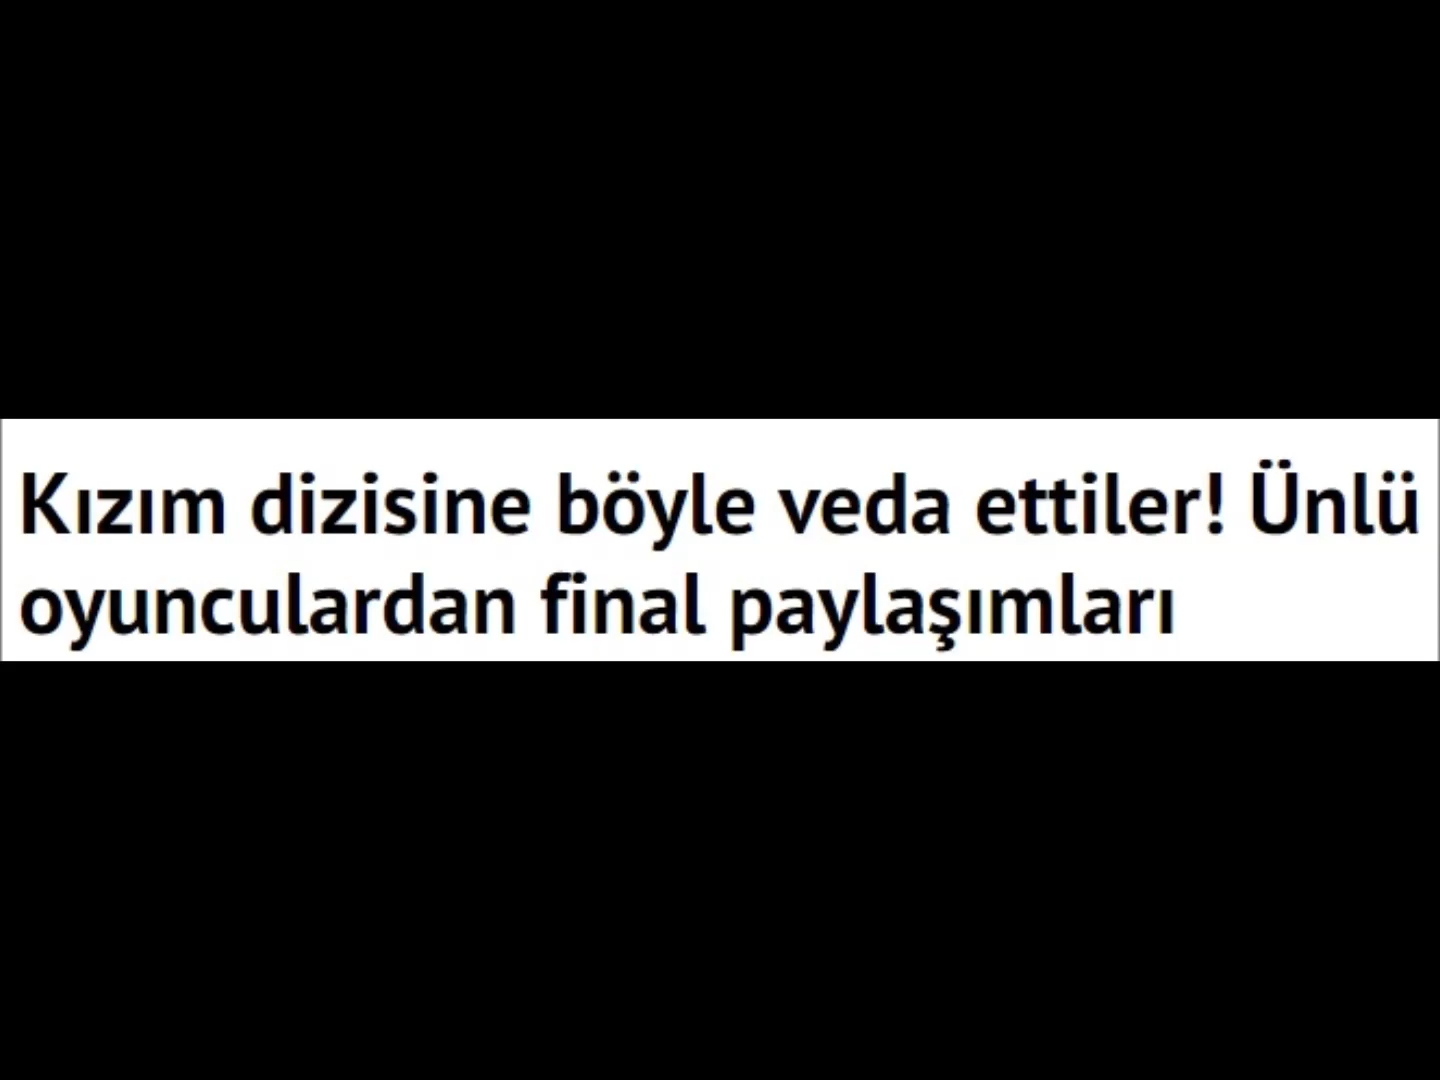 Kızım dizisine böyle veda ettiler! Ünlü
oyunculardan final paylaşımları